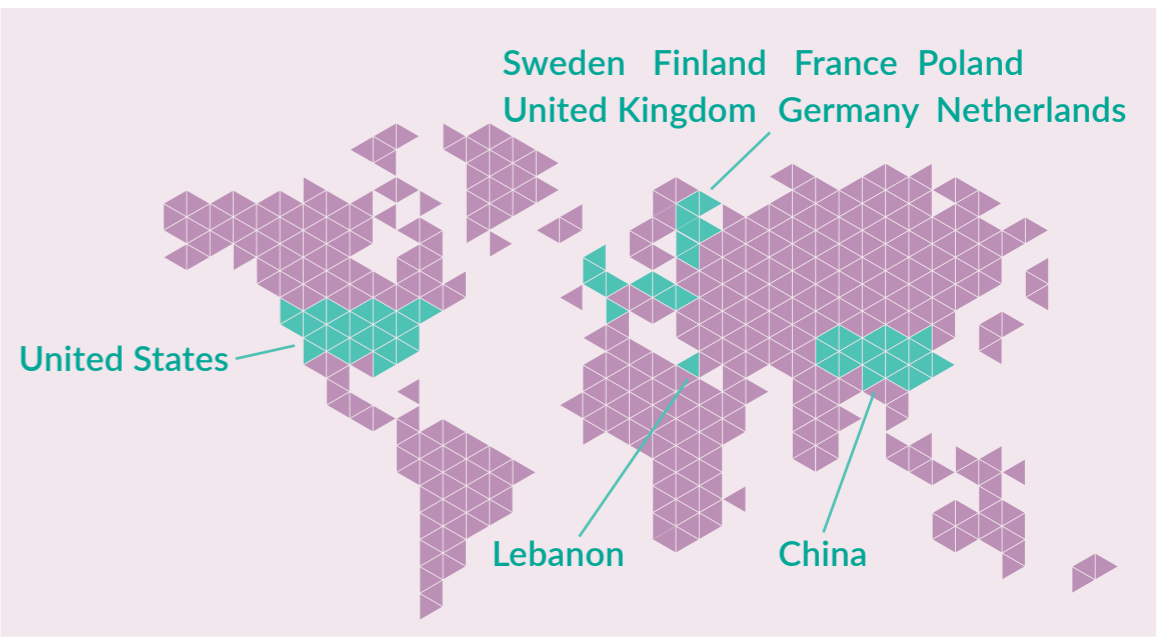 Sweden Finland France Poland
United Kingdom Germany Netherlands
United States
Lebanon
China